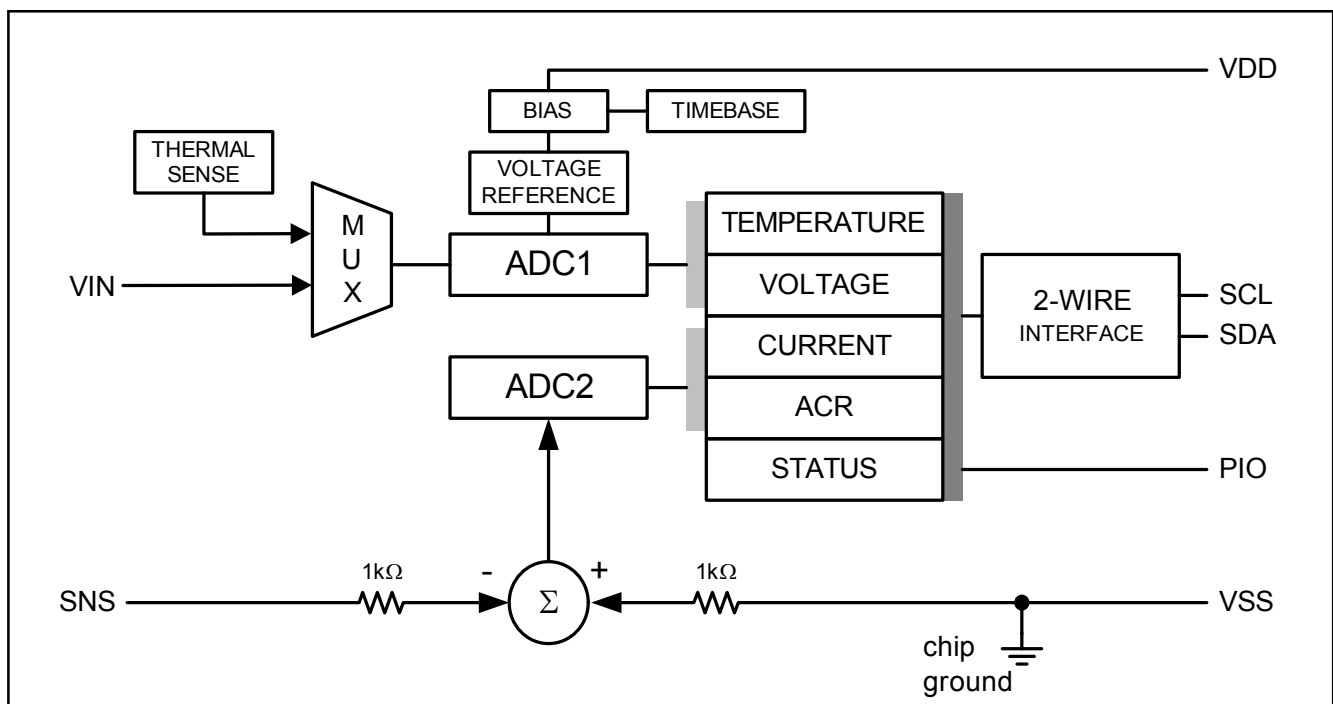 VDD
BIAS
TIMEBASE
THERMAL
SENSE
VOLTAGE
REFERENCE
M
U
X
ADC1
TEMPERATURE
VIN
VOLTAGE
2-WIRE
INTERFACE
SCL
SDA
CURRENT
ADC2
ACR
STATUS
PIO
1kΩ
-
+
1kΩ
SNS
Σ
VSS
chip
ground